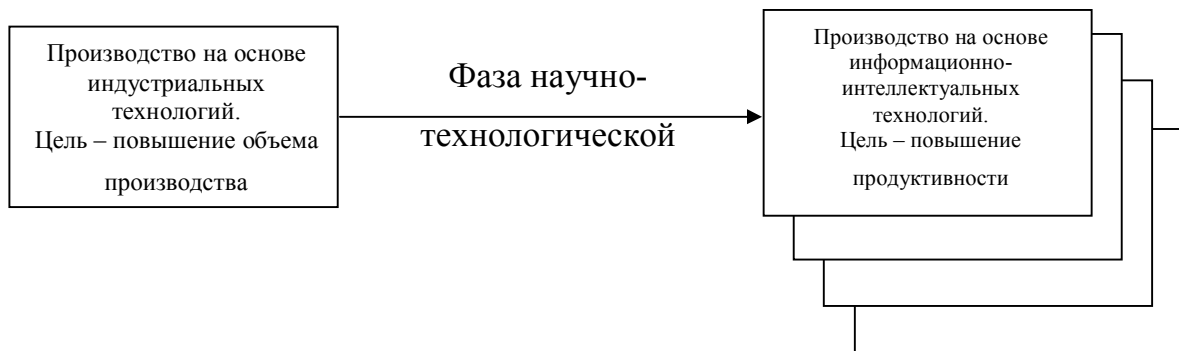 Производство на основе
индустриальных
технологий.
Цель – повышение объема
производства
Фаза научно-
технологической
Производство на основе
информационно-
интеллектуальных
технологий.
Цель – повышение
продуктивности